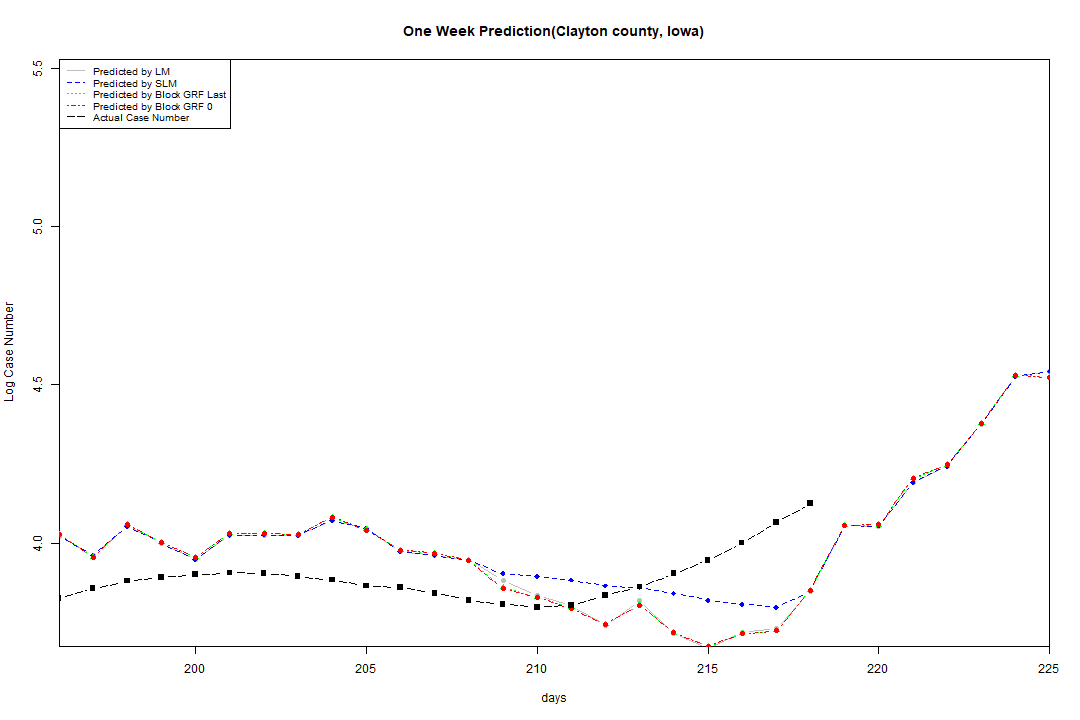 One Week Prediction(Clayton county, Iowa)
Predicted by LM
Predicted by SLM
Predicted by Block GRF Last
Predicted by Block GRF 0
Actual Case Number
Log Case Number
5.5
5.0
4.5
4.0
200 205 210 215 220 225
days